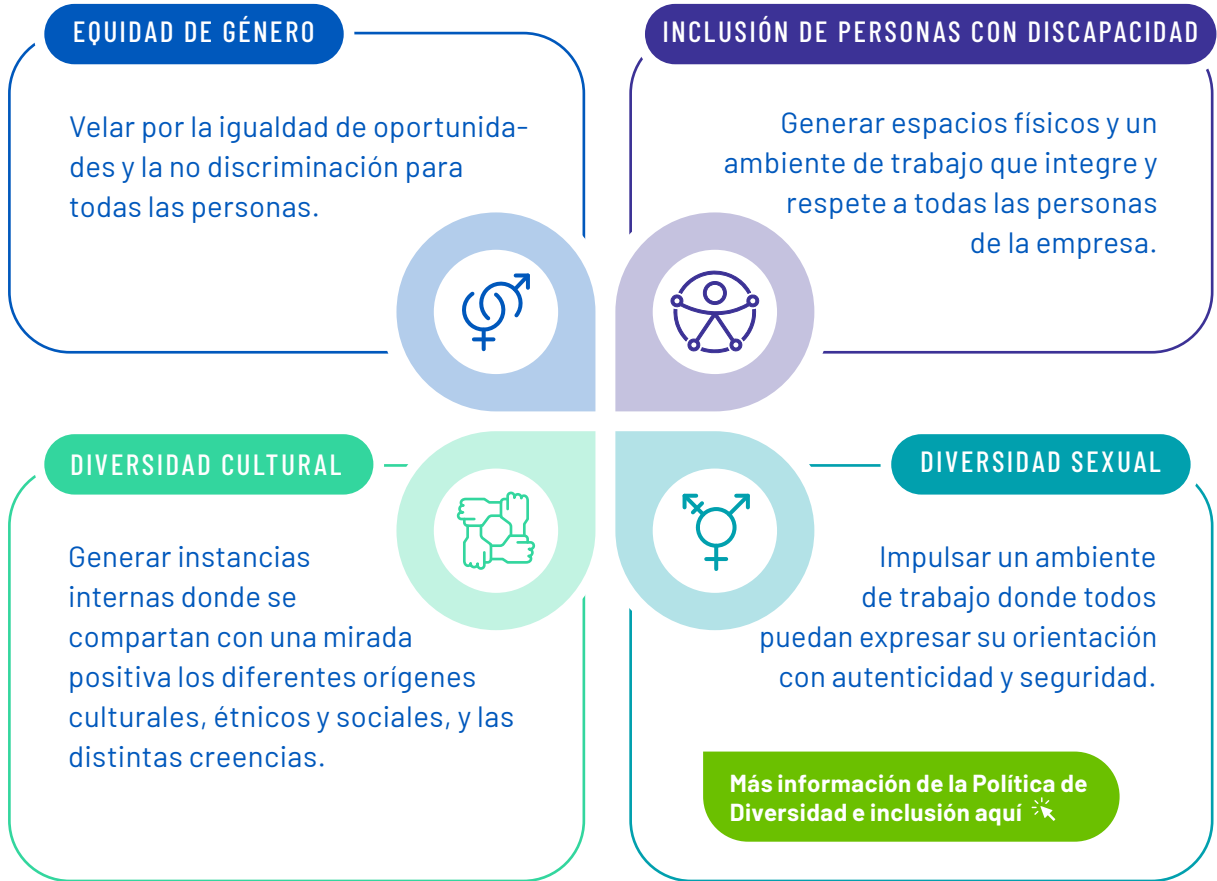 EQUIDAD DE GÉNERO
Velar por la igualdad de oportunida-
des y la no discriminación para
todas las personas.
INCLUSIÓN DE PERSONAS CON DISCAPACIDAD
Generar espacios físicos y un
ambiente de trabajo que integre y
respete a todas las personas
de la empresa.
DIVERSIDAD CULTURAL
Generar instancias
internas donde se
compartan con una mirada
positiva los diferentes orígenes
culturales, étnicos y sociales, y las
distintas creencias.
DIVERSIDAD SEXUAL
Impulsar un ambiente
de trabajo donde todos
puedan expresar su orientación
con autenticidad y seguridad.
Más información de la Política de
Diversidad e inclusión aquí